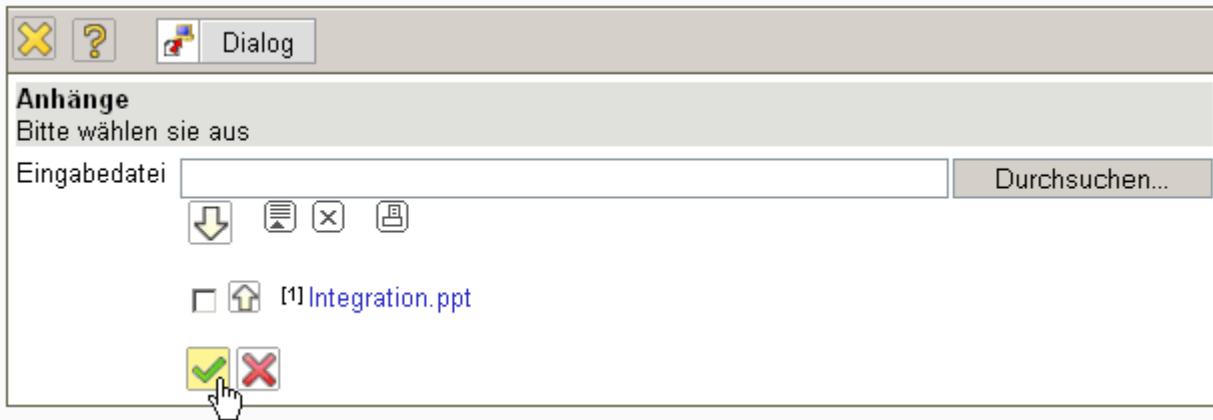 Dialog
Anhänge
Bitte wählen sie aus
Eingabedatei
Durchsuchen...
[1] Integration.ppt